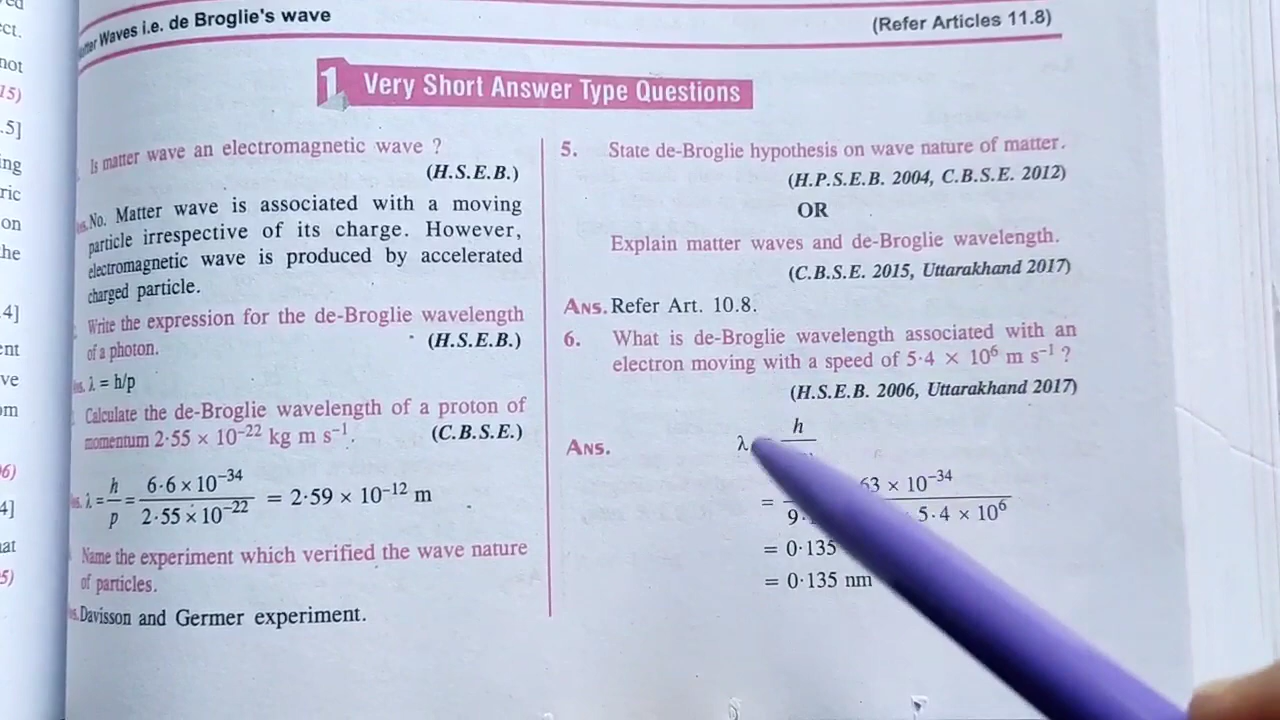 Matter Waves i.e. de Broglie's wave
(Refer Articles 11.8)
1 Very Short Answer Type Questions
Is matter wave an electromagnetic wave ?
(H.S.E.B.)
No. Matter wave is associated with a moving
particle irrespective of its charge. However,
electromagnetic wave is produced by accelerated
charged particle.
Write the expression for the de-Broglie wavelength
of a photon.
(H.S.E.B.)
λ = h/p
Calculate the de-Broglie wavelength of a proton of
momentum 2·55 × 10⁻²² kg m s⁻¹.
(C.B.S.E.)
λ = h/p = 6·6 × 10⁻³⁴ / 2·55 × 10⁻²² = 2·59 × 10⁻¹² m
Name the experiment which verified the wave nature
of particles.
Davisson and Germer experiment.
5. State de-Broglie hypothesis on wave nature of matter.
(H.P.S.E.B. 2004, C.B.S.E. 2012)
OR
Explain matter waves and de-Broglie wavelength.
(C.B.S.E. 2015, Uttarakhand 2017)
ANS. Refer Art. 10.8.
6. What is de-Broglie wavelength associated with an
electron moving with a speed of 5·4 × 10⁶ m s⁻¹ ?
(H.S.E.B. 2006, Uttarakhand 2017)
ANS. λ h
= 63 × 10⁻³⁴
9· 5·4 × 10⁶
= 0·135
= 0·135 nm